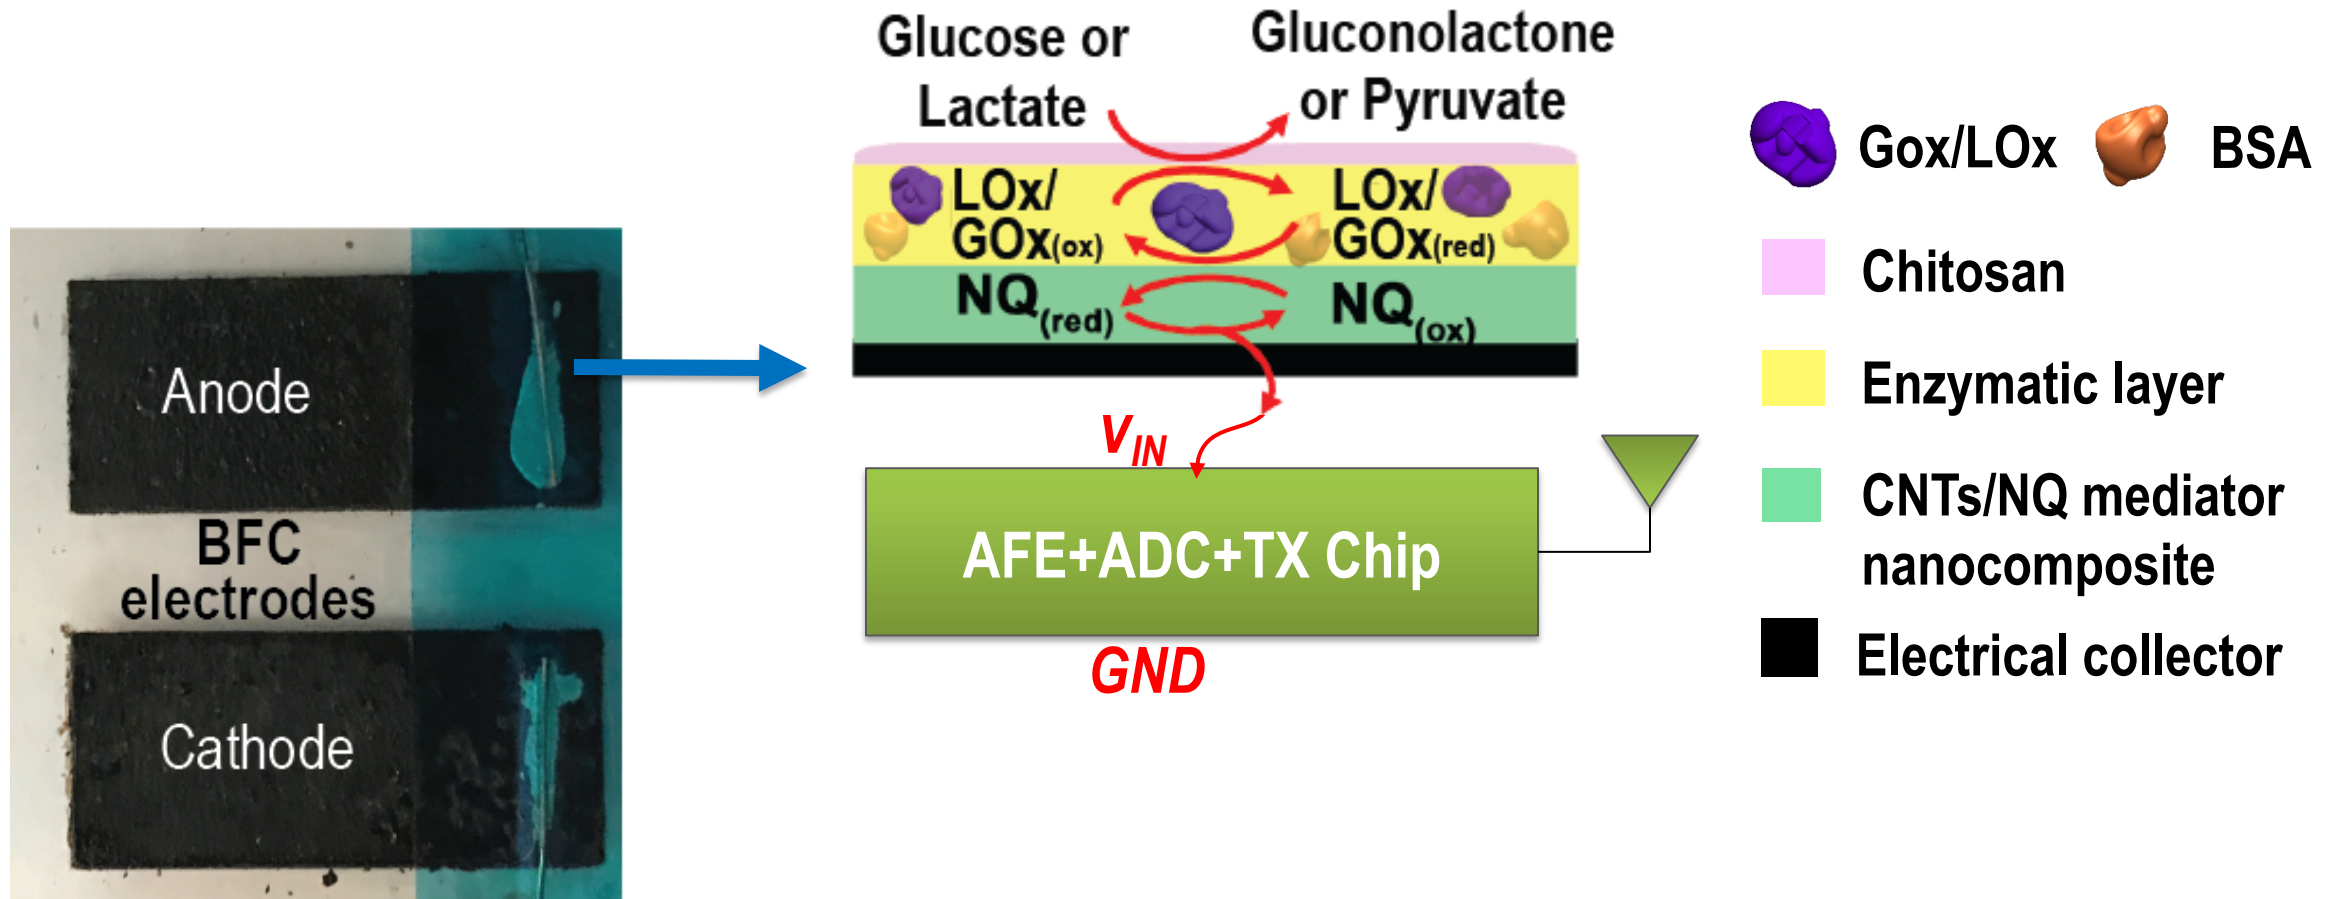 Glucose or
Lactate
Gluconolactone
or Pyruvate
LOx/
GOx(ox)
LOx/
GOx(red)
NQ(red)
NQ(ox)
Anode
BFC
electrodes
Cathode
VIN
AFE+ADC+TX Chip
GND
Gox/LOx
BSA
Chitosan
Enzymatic layer
CNTs/NQ mediator
nanocomposite
Electrical collector